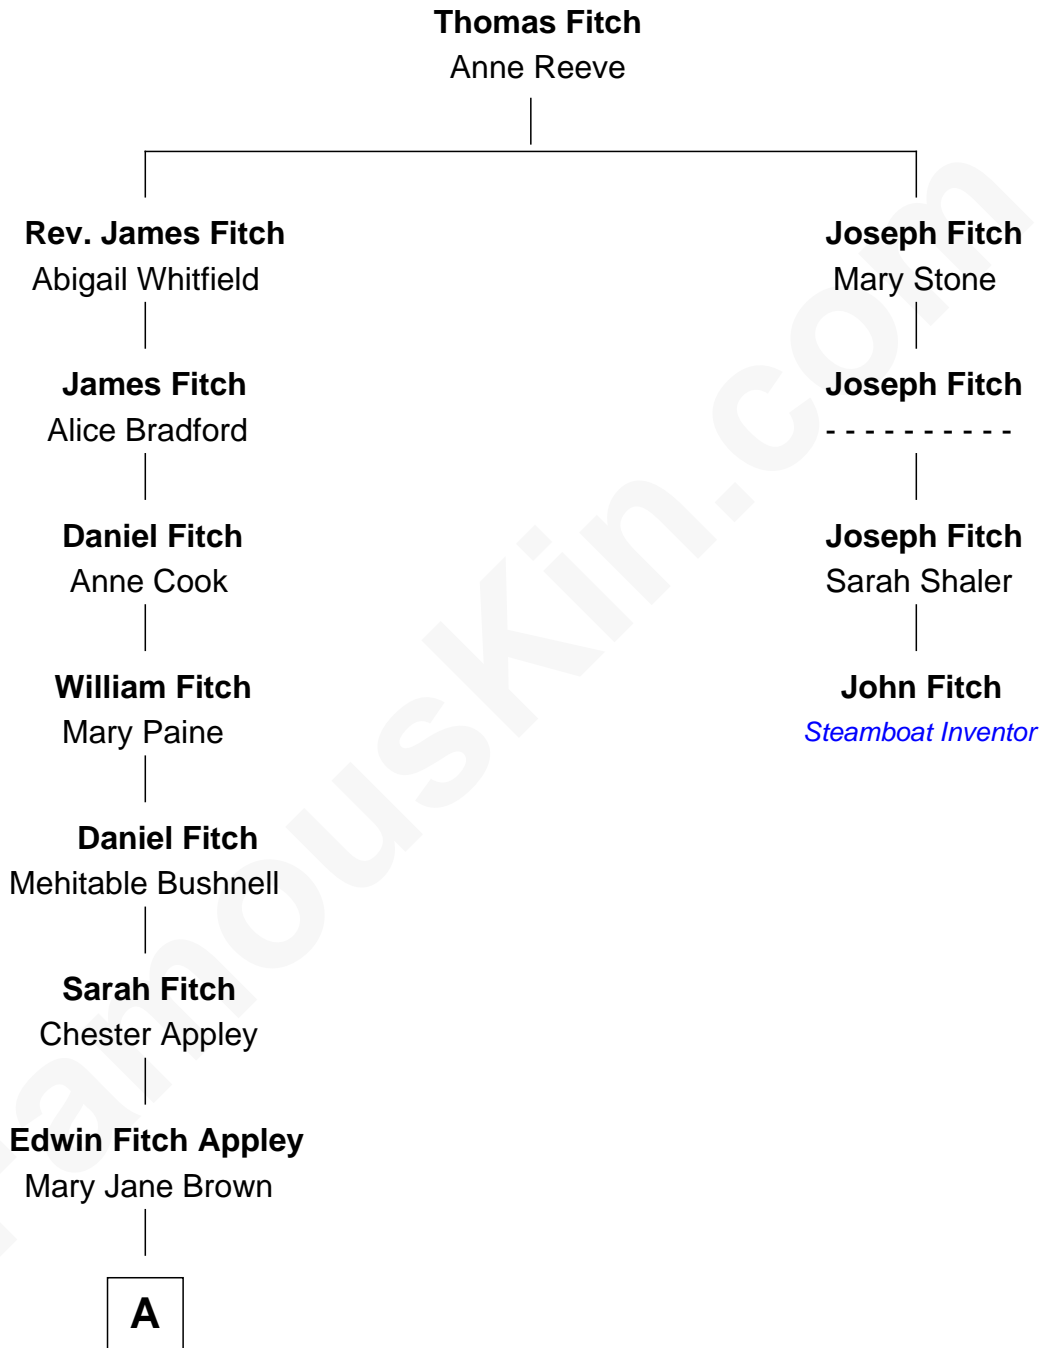 Thomas Fitch
Anne Reeve
Rev. James Fitch
Abigail Whitfield
Joseph Fitch
Mary Stone
James Fitch
Alice Bradford
Joseph Fitch
- - - - - - - - - -
Daniel Fitch
Anne Cook
Joseph Fitch
Sarah Shaler
William Fitch
Mary Paine
John Fitch
Steamboat Inventor
Daniel Fitch
Mehitable Bushnell
Sarah Fitch
Chester Appley
Edwin Fitch Appley
Mary Jane Brown
A
FamousKin.com